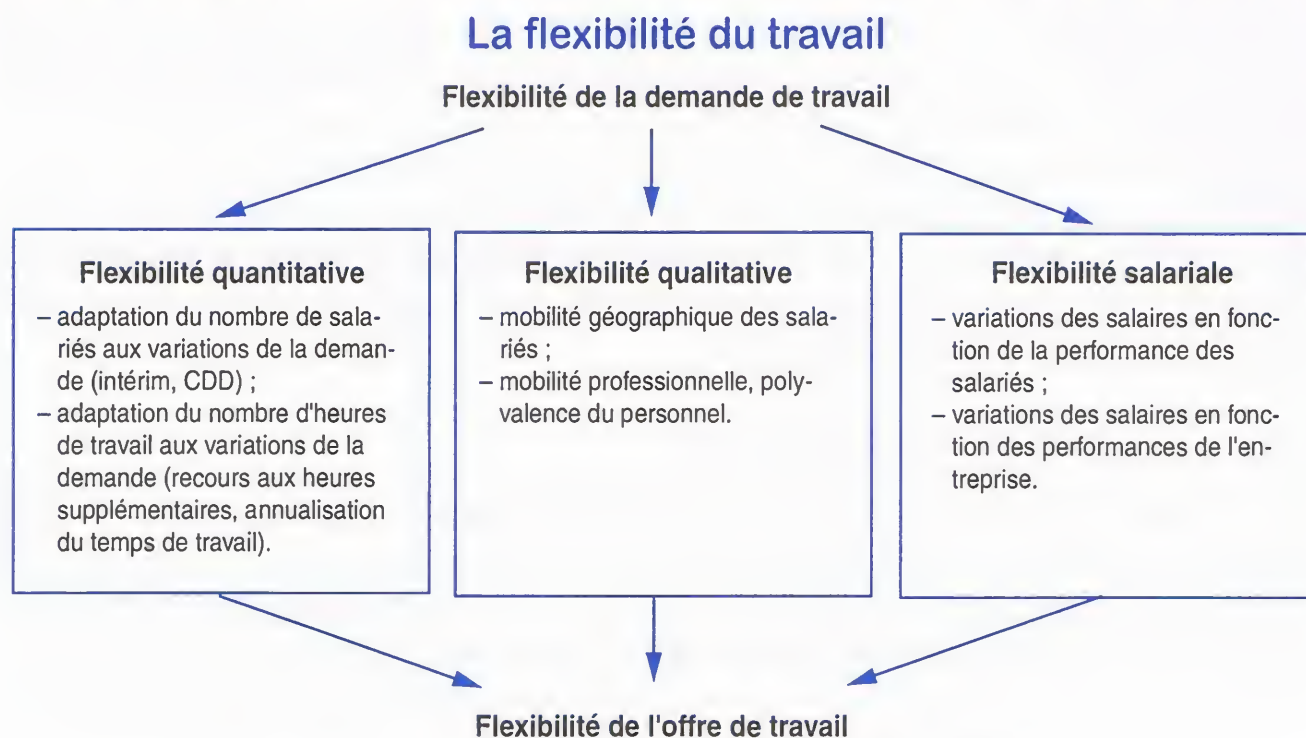 La flexibilité du travail
Flexibilité de la demande de travail
Flexibilité quantitative
– adaptation du nombre de sala-
riés aux variations de la deman-
de (intérim, CDD) ;
– adaptation du nombre d'heures
de travail aux variations de la
demande (recours aux heures
supplémentaires, annualisation
du temps de travail).
Flexibilité qualitative
– mobilité géographique des sala-
riés ;
– mobilité professionnelle, poly-
valence du personnel.
Flexibilité salariale
– variations des salaires en fonc-
tion de la performance des
salariés ;
– variations des salaires en fonc-
tion des performances de l'en-
treprise.
Flexibilité de l'offre de travail